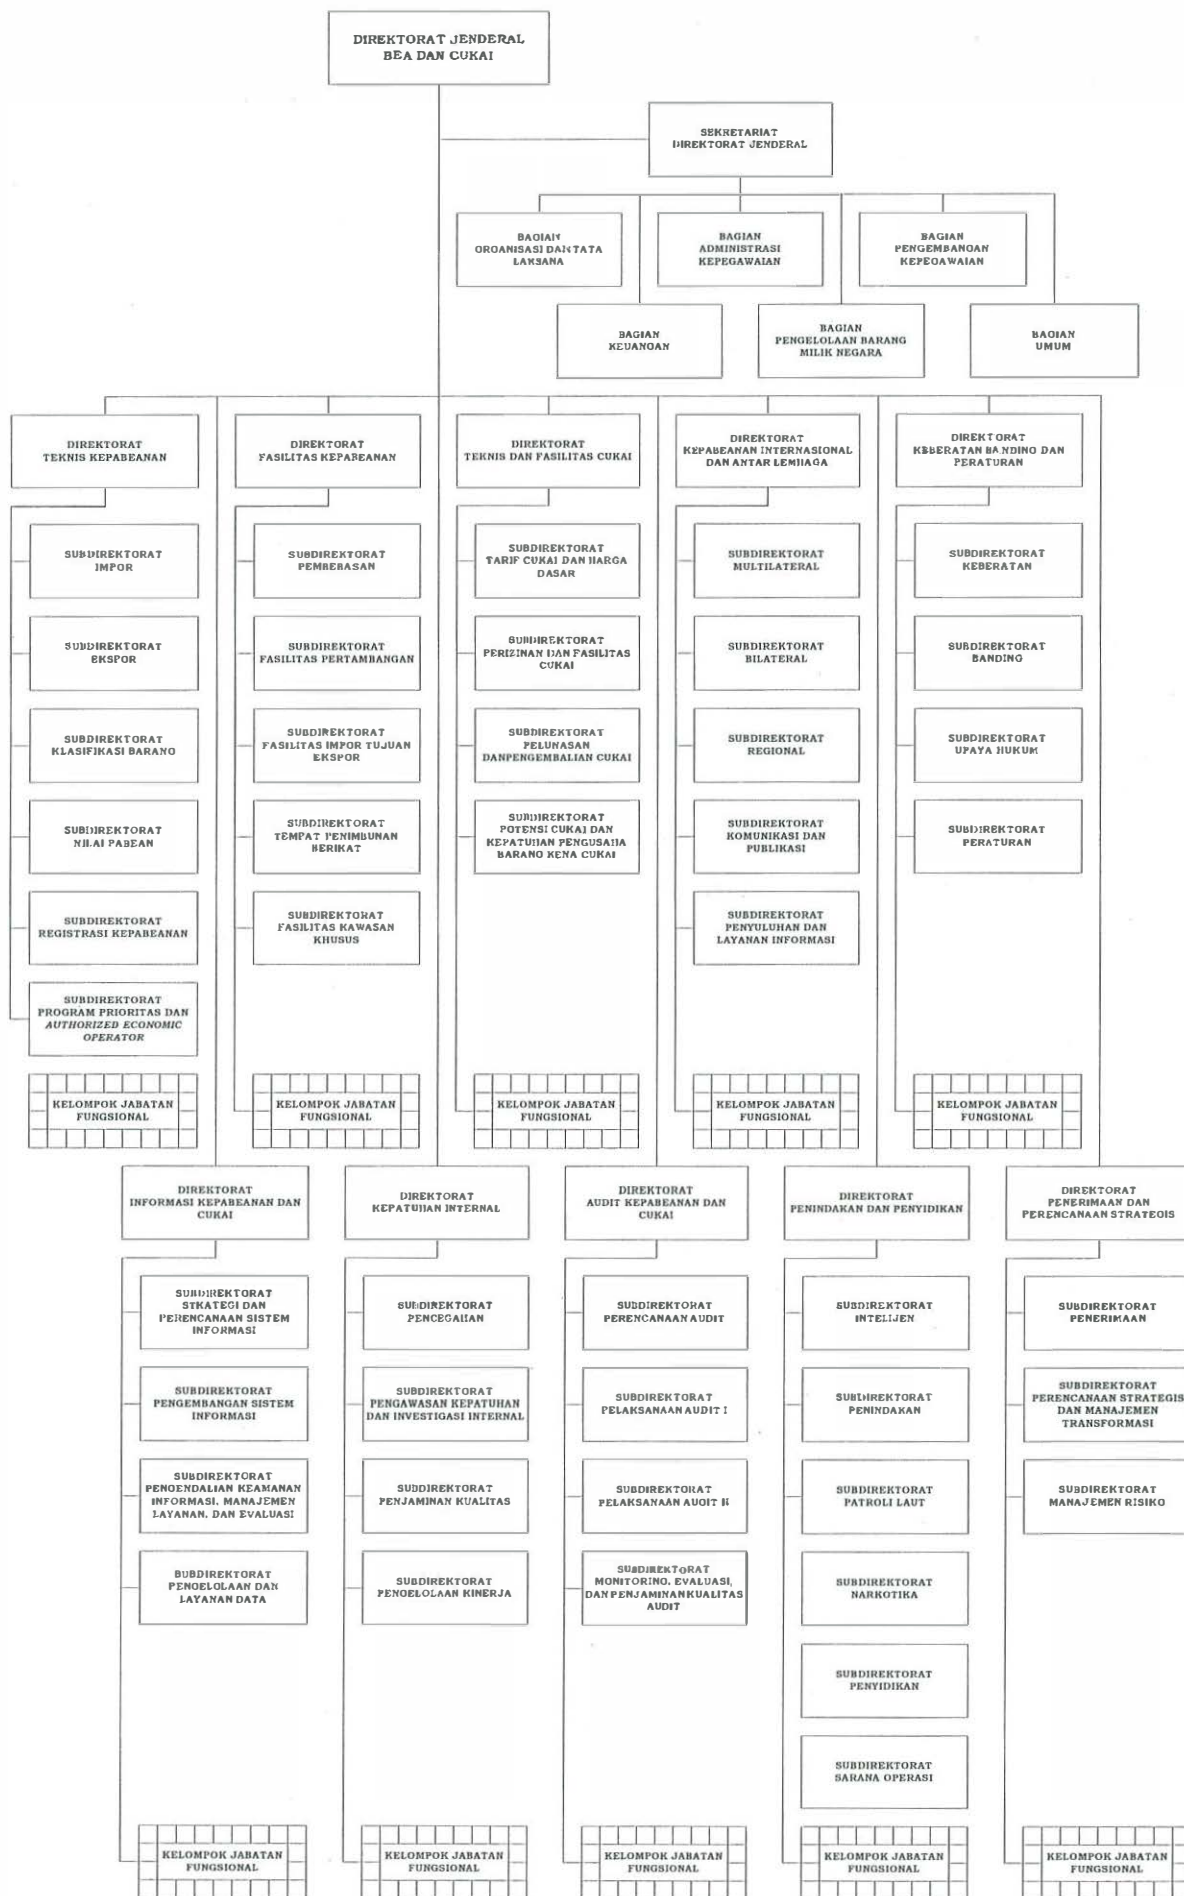 DIREKTORAT JENDERAL
BEA DAN CUKAI
SEKRETARIAT
DIREKTORAT JENDERAL
BAGIAN
ORGANISASI DAN TATA
LAKSANA
BAGIAN
ADMINISTRASI
KEPEGAWAIAN
BAGIAN
PENGEMBANGAN
KEPEGAWAIAN
BAGIAN
KEUANGAN
BAGIAN
PENGELOLAAN BARANG
MILIK NEGARA
BAGIAN
UMUM
DIREKTORAT
TEKNIS KEPABEANAN
DIREKTORAT
FASILITAS KEPABEANAN
DIREKTORAT
TEKNIS DAN FASILITAS CUKAI
DIREKTORAT
KEPABEANAN INTERNASIONAL
DAN ANTAR LEMBAGA
DIREKTORAT
KEBERATAN BANDING DAN
PERATURAN
SUBDIREKTORAT
IMPOR
SUBDIREKTORAT
EKSPOR
SUBDIREKTORAT
KLASIFIKASI BARANG
SUBDIREKTORAT
NILAI PABEAN
SUBDIREKTORAT
REGISTRASI KEPABEANAN
SUBDIREKTORAT
PROGRAM PRIORITAS DAN
AUTHORIZED ECONOMIC
OPERATOR
KELOMPOK JABATAN
FUNGSIONAL
SUBDIREKTORAT
PEMBEBASAN
SUBDIREKTORAT
FASILITAS PERTAMBANGAN
SUBDIREKTORAT
FASILITAS IMPOR TUJUAN
EKSPOR
SUBDIREKTORAT
TEMPAT PENIMBUNAN
BERIKAT
SUBDIREKTORAT
FASILITAS KAWASAN
KHUSUS
KELOMPOK JABATAN
FUNGSIONAL
SUBDIREKTORAT
TARIF CUKAI DAN HARGA
DASAR
SUBDIREKTORAT
PERIZINAN DAN FASILITAS
CUKAI
SUBDIREKTORAT
PELUNASAN
DANPENGEMBALIAN CUKAI
SUBDIREKTORAT
POTENSI CUKAI DAN
KEPATUHAN PENGUSAHA
BARANG KENA CUKAI
KELOMPOK JABATAN
FUNGSIONAL
SUBDIREKTORAT
MULTILATERAL
SUBDIREKTORAT
BILATERAL
SUBDIREKTORAT
REGIONAL
SUBDIREKTORAT
KOMUNIKASI DAN
PUBLIKASI
SUBDIREKTORAT
PENYULUHAN DAN
LAYANAN INFORMASI
KELOMPOK JABATAN
FUNGSIONAL
SUBDIREKTORAT
KEBERATAN
SUBDIREKTORAT
BANDING
SUBDIREKTORAT
UPAYA HUKUM
SUBDIREKTORAT
PERATURAN
KELOMPOK JABATAN
FUNGSIONAL
DIREKTORAT
INFORMASI KEPABEANAN DAN
CUKAI
DIREKTORAT
KEPATUHAN INTERNAL
DIREKTORAT
AUDIT KEPABEANAN DAN
CUKAI
DIREKTORAT
PENINDAKAN DAN PENYIDIKAN
DIREKTORAT
PENERIMAAN DAN
PERENCANAAN STRATEGIS
SUBDIREKTORAT
STRATEGI DAN
PERENCANAAN SISTEM
INFORMASI
SUBDIREKTORAT
PENGEMBANGAN SISTEM
INFORMASI
SUBDIREKTORAT
PENGENDALIAN KEAMANAN
INFORMASI, MANAJEMEN
LAYANAN, DAN EVALUASI
SUBDIREKTORAT
PENGELOLAAN DAN
LAYANAN DATA
KELOMPOK JABATAN
FUNGSIONAL
SUBDIREKTORAT
PENCEGAHAN
SUBDIREKTORAT
PENGAWASAN KEPATUHAN
DAN INVESTIGASI INTERNAL
SUBDIREKTORAT
PENJAMINAN KUALITAS
SUBDIREKTORAT
PENGELOLAAN KINERJA
KELOMPOK JABATAN
FUNGSIONAL
SUBDIREKTORAT
PERENCANAAN AUDIT
SUBDIREKTORAT
PELAKSANAAN AUDIT I
SUBDIREKTORAT
PELAKSANAAN AUDIT II
SUBDIREKTORAT
MONITORING, EVALUASI,
DAN PENJAMINAN KUALITAS
AUDIT
KELOMPOK JABATAN
FUNGSIONAL
SUBDIREKTORAT
INTELIJEN
SUBDIREKTORAT
PENINDAKAN
SUBDIREKTORAT
PATROLI LAUT
SUBDIREKTORAT
NARKOTIKA
SUBDIREKTORAT
PENYIDIKAN
SUBDIREKTORAT
SARANA OPERASI
KELOMPOK JABATAN
FUNGSIONAL
SUBDIREKTORAT
PENERIMAAN
SUBDIREKTORAT
PERENCANAAN STRATEGIS
DAN MANAJEMEN
TRANSFORMASI
SUBDIREKTORAT
MANAJEMEN RISIKO
KELOMPOK JABATAN
FUNGSIONAL